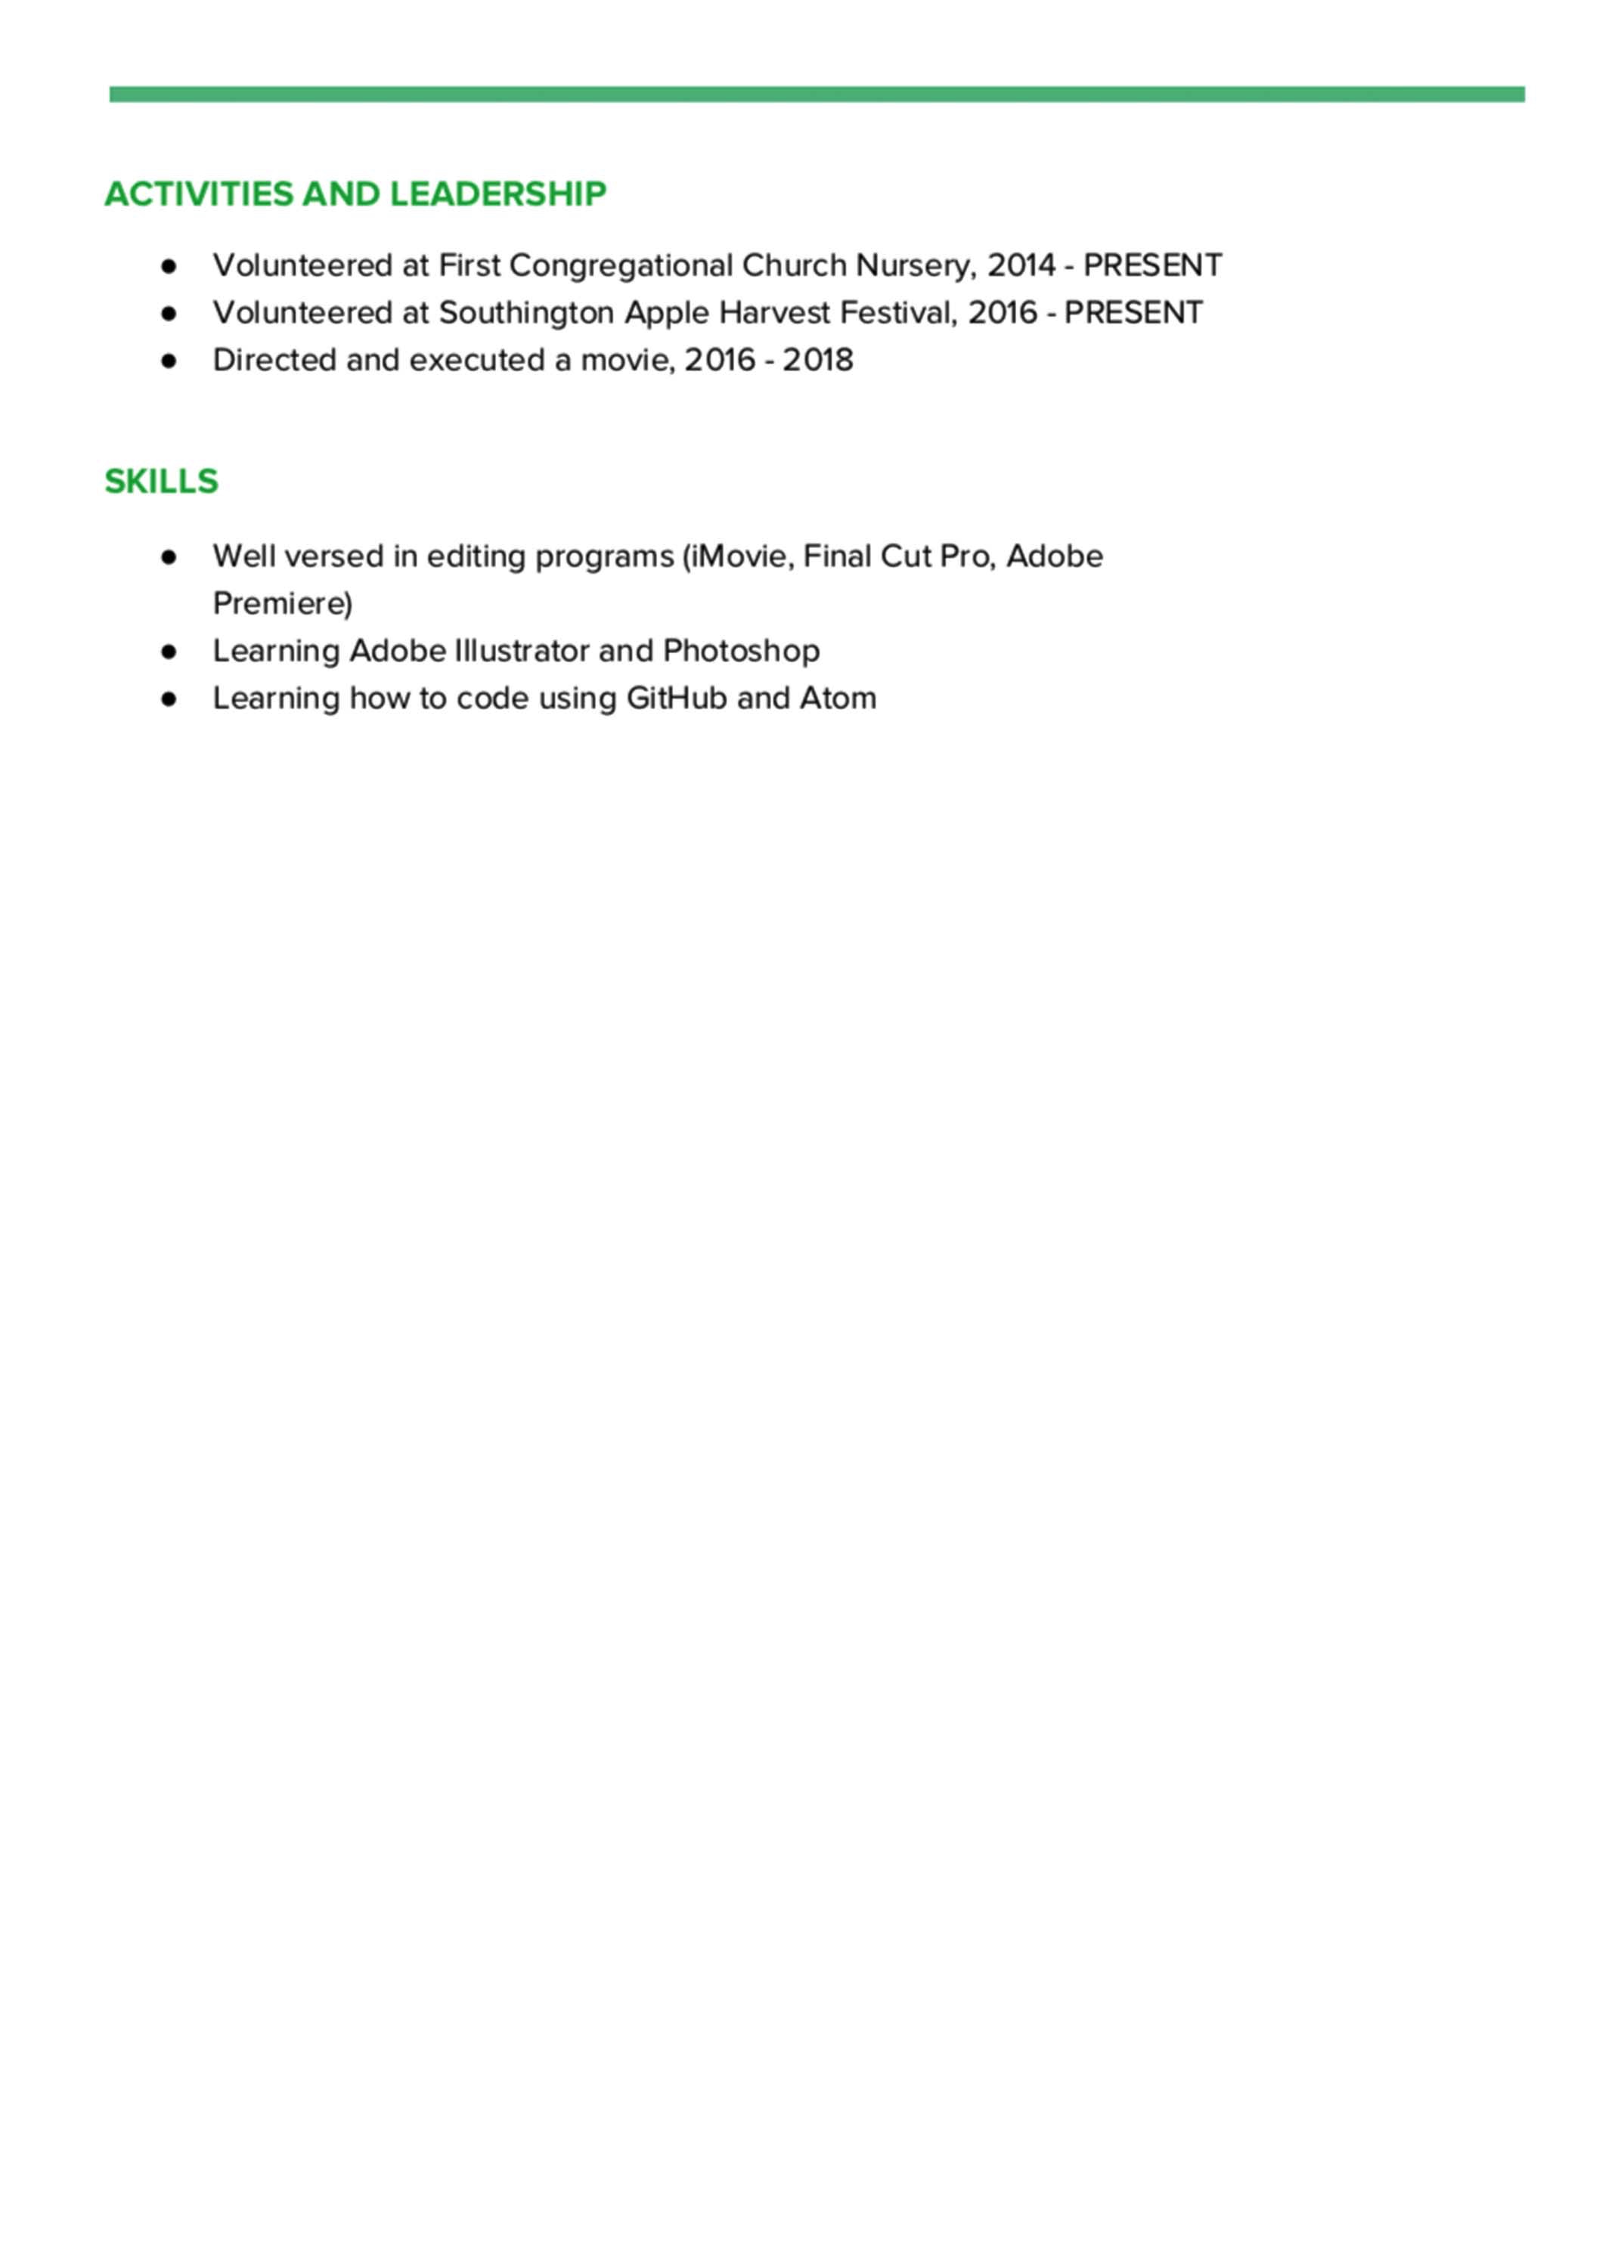 ACTIVITIES AND LEADERSHIP
● Volunteered at First Congregational Church Nursery, 2014 - PRESENT
● Volunteered at Southington Apple Harvest Festival, 2016 - PRESENT
● Directed and executed a movie, 2016 - 2018
SKILLS
● Well versed in editing programs (iMovie, Final Cut Pro, Adobe
Premiere)
● Learning Adobe Illustrator and Photoshop
● Learning how to code using GitHub and Atom